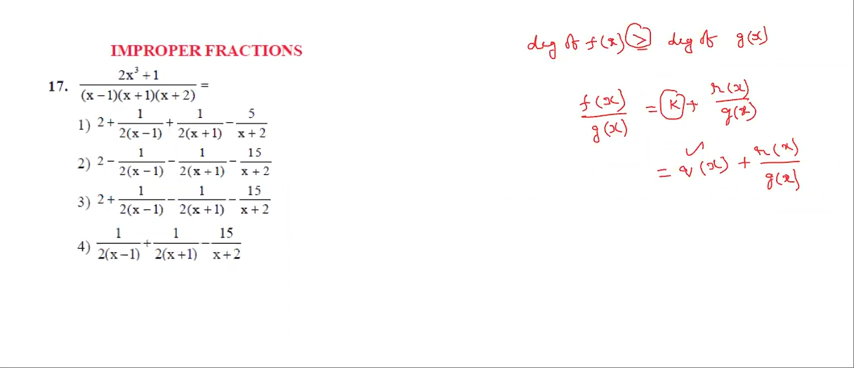 IMPROPER FRACTIONS
17. (2x³ + 1)/((x − 1)(x + 1)(x + 2)) =
1) 2 + 1/(2(x − 1)) + 1/(2(x + 1)) − 5/(x + 2)
2) 2 − 1/(2(x − 1)) − 1/(2(x + 1)) − 15/(x + 2)
3) 2 + 1/(2(x − 1)) − 1/(2(x + 1)) − 15/(x + 2)
4) 1/(2(x − 1)) + 1/(2(x + 1)) − 15/(x + 2)
deg of f(x) ≥ deg of g(x)
f(x)/g(x) = k + r(x)/g(x)
= q(x) + r(x)/g(x)